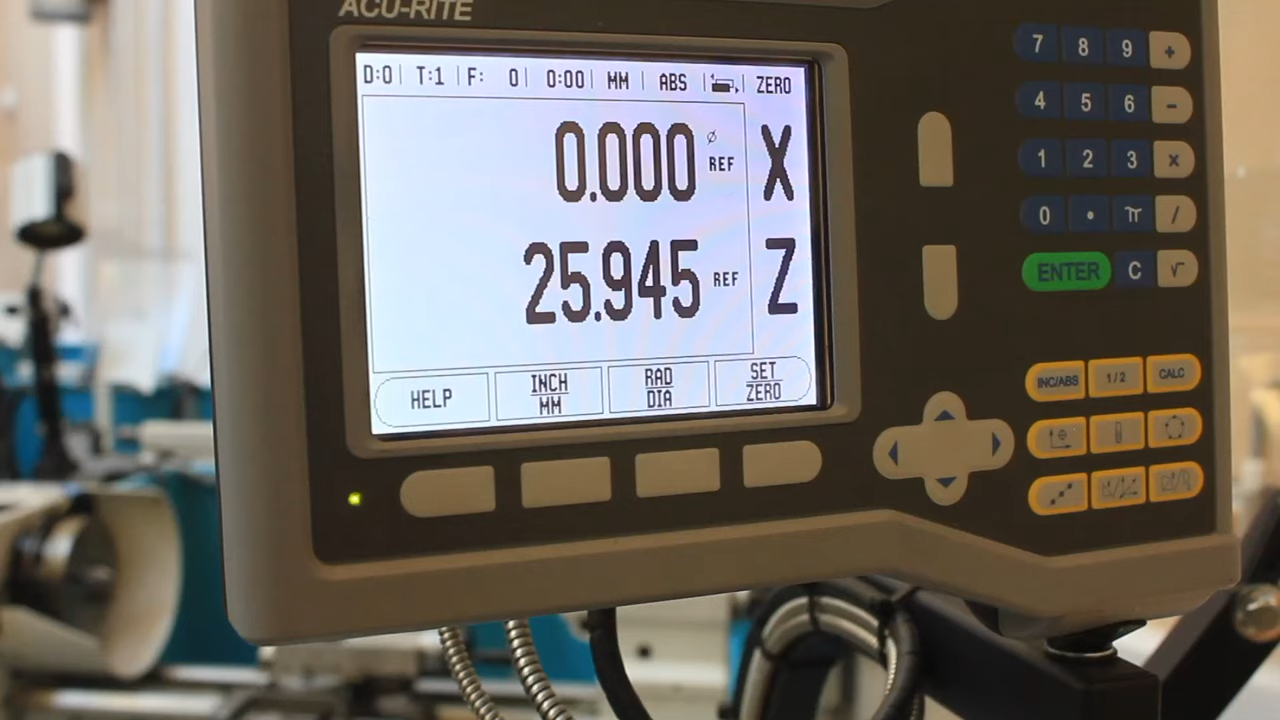 ACU-RITE
D:0 T:1 F: 0 0:00 MM ABS ZERO
0.000 ⌀ REF X
25.945 REF Z
HELP
INCH
MM
RAD
DIA
SET
ZERO
7 8 9 +
4 5 6 -
1 2 3 x
0 . π /
ENTER C √
INC/ABS 1/2 CALC